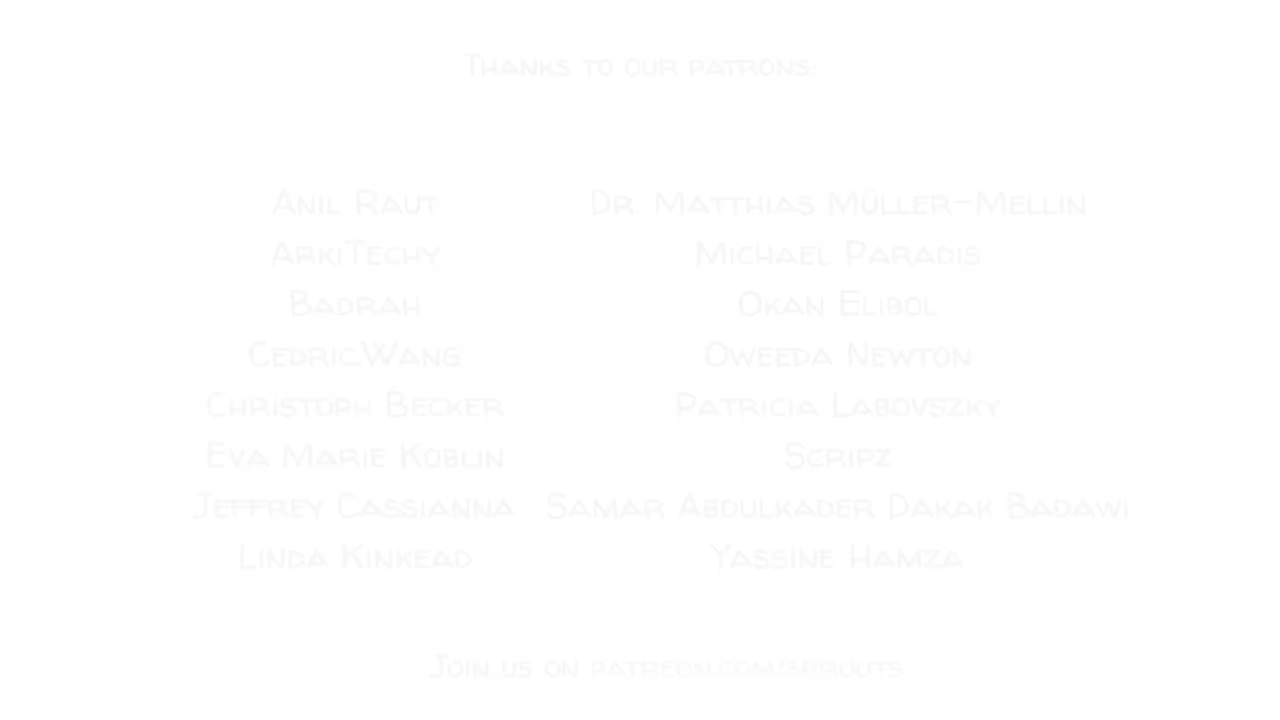 Thanks to our patrons:
Anil Raut
ArkiTechy
Badrah
Cedric.Wang
Christoph Becker
Eva Marie Koblin
Jeffrey Cassianna
Linda Kinkead
Dr. Matthias Müller-Mellin
Michael Paradis
Okan Elibol
Oweeda Newton
Patricia Labovszky
Scripz
Samar Abdulkader Dakak Badawi
Yassine Hamza
Join us on patreon.com/sprouts